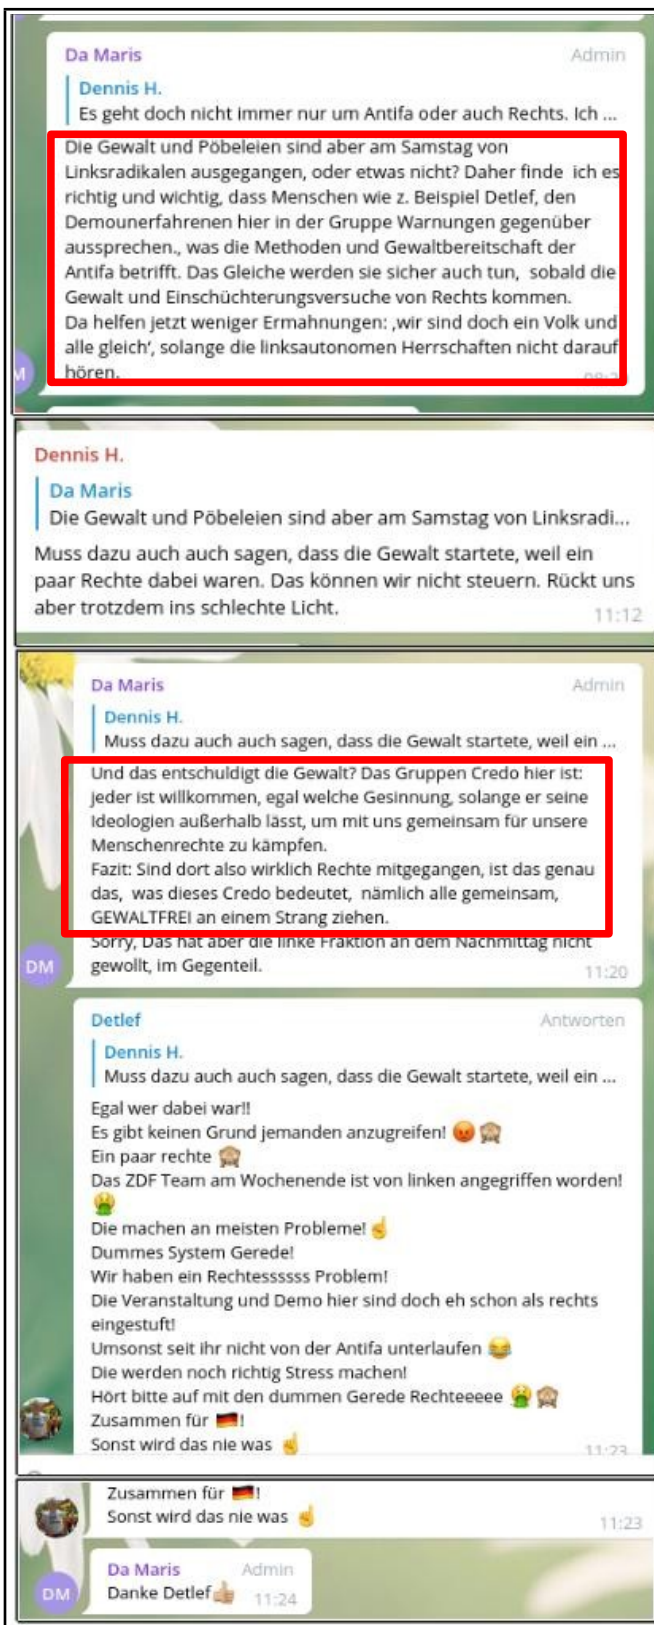 Da Maris Admin
Dennis H.
Es geht doch nicht immer nur um Antifa oder auch Rechts. Ich ...
Die Gewalt und Pöbeleien sind aber am Samstag von
Linksradikalen ausgegangen, oder etwas nicht? Daher finde ich es
richtig und wichtig, dass Menschen wie z. Beispiel Detlef, den
Demounerfahrenen hier in der Gruppe Warnungen gegenüber
aussprechen., was die Methoden und Gewaltbereitschaft der
Antifa betrifft. Das Gleiche werden sie sicher auch tun, sobald die
Gewalt und Einschüchterungsversuche von Rechts kommen.
Da helfen jetzt weniger Ermahnungen: ‚wir sind doch ein Volk und
alle gleich‘, solange die linksautonomen Herrschaften nicht darauf
hören.
Dennis H.
Da Maris
Die Gewalt und Pöbeleien sind aber am Samstag von Linksradi...
Muss dazu auch auch sagen, dass die Gewalt startete, weil ein
paar Rechte dabei waren. Das können wir nicht steuern. Rückt uns
aber trotzdem ins schlechte Licht.
11:12
Da Maris Admin
Dennis H.
Muss dazu auch auch sagen, dass die Gewalt startete, weil ein ...
Und das entschuldigt die Gewalt? Das Gruppen Credo hier ist:
jeder ist willkommen, egal welche Gesinnung, solange er seine
Ideologien außerhalb lässt, um mit uns gemeinsam für unsere
Menschenrechte zu kämpfen.
Fazit: Sind dort also wirklich Rechte mitgegangen, ist das genau
das, was dieses Credo bedeutet, nämlich alle gemeinsam,
GEWALTFREI an einem Strang ziehen.
Sorry, Das hat aber die linke Fraktion an dem Nachmittag nicht
gewollt, im Gegenteil.
DM
11:20
Detlef Antworten
Dennis H.
Muss dazu auch auch sagen, dass die Gewalt startete, weil ein ...
Egal wer dabei war!!
Es gibt keinen Grund jemanden anzugreifen! 😡🙈
Ein paar rechte 🙈
Das ZDF Team am Wochenende ist von linken angegriffen worden!
🤮
Die machen an meisten Probleme!☝
Dummes System Gerede!
Wir haben ein Rechtessssss Problem!
Die Veranstaltung und Demo hier sind doch eh schon als rechts
eingestuft!
Umsonst seit ihr nicht von der Antifa unterlaufen 😂
Die werden noch richtig Stress machen!
Hört bitte auf mit den dummen Gerede Rechteeeee 🤮🙈
Zusammen für 🇩🇪!
Sonst wird das nie was ☝
11:23
Zusammen für 🇩🇪!
Sonst wird das nie was ☝
11:23
Da Maris Admin
Danke Detlef👍🏼 11:24
DM